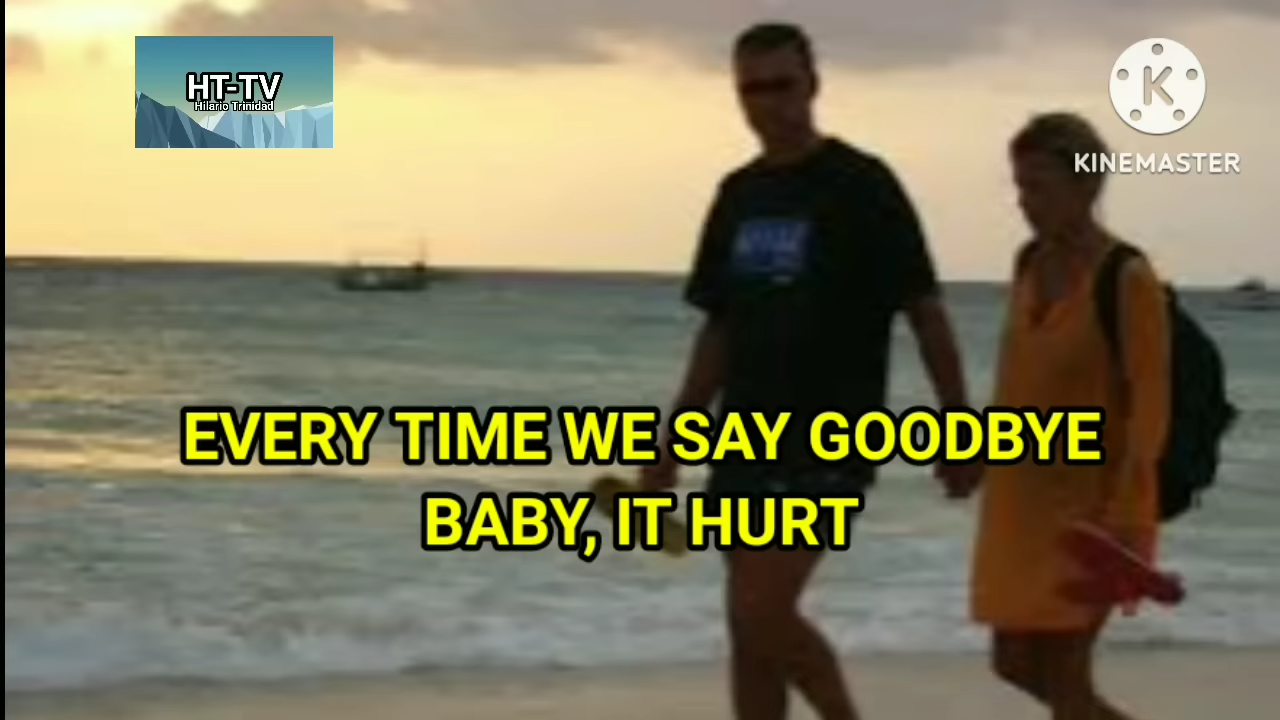 HT-TV
Hilario Trinidad
K
KINEMASTER
EVERY TIME WE SAY GOODBYE
BABY, IT HURT